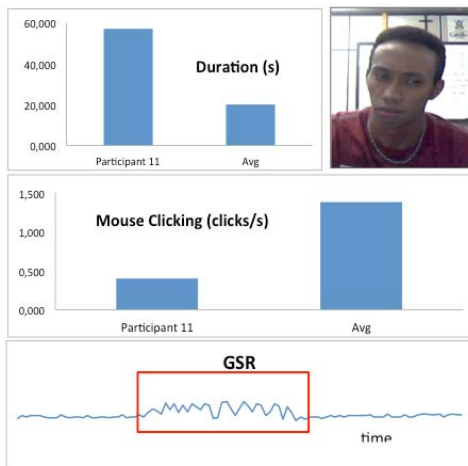 60,000
40,000
20,000
0,000
Duration (s)
Participant 11
Avg
1,500
1,000
0,500
0,000
Mouse Clicking (clicks/s)
Participant 11
Avg
GSR
time